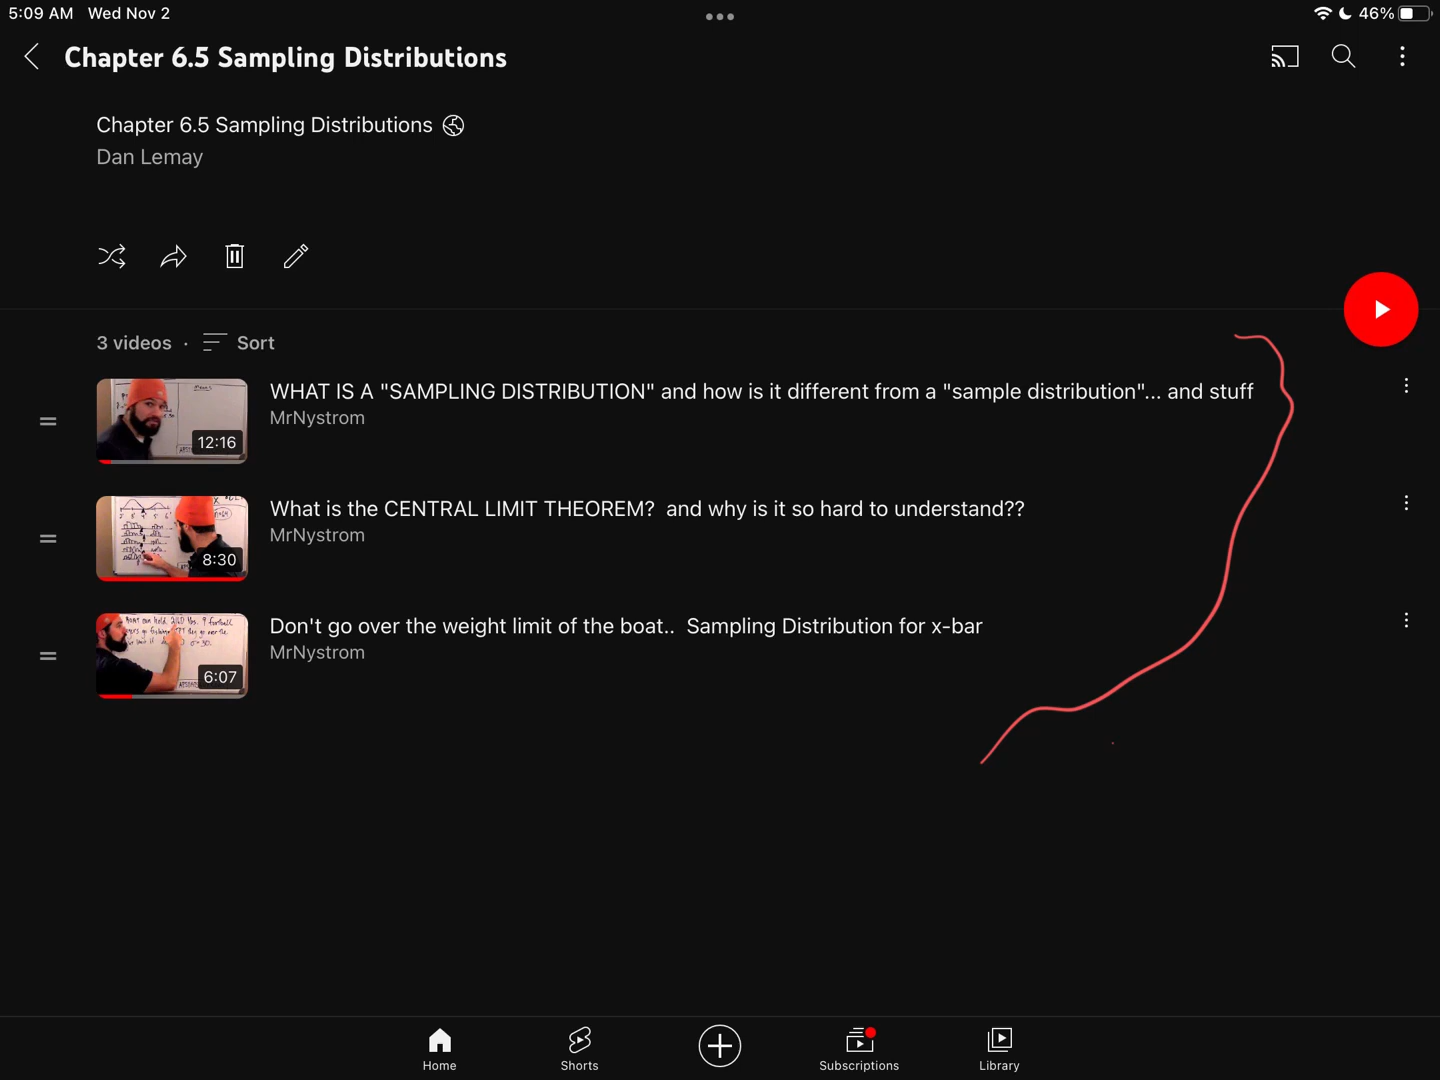 5:09 AM Wed Nov 2
46%
Chapter 6.5 Sampling Distributions
Chapter 6.5 Sampling Distributions
Dan Lemay
3 videos · Sort
WHAT IS A "SAMPLING DISTRIBUTION" and how is it different from a "sample distribution"... and stuff
MrNystrom
12:16
What is the CENTRAL LIMIT THEOREM?  and why is it so hard to understand??
MrNystrom
8:30
Don't go over the weight limit of the boat..  Sampling Distribution for x-bar
MrNystrom
6:07
Home
Shorts
Subscriptions
Library